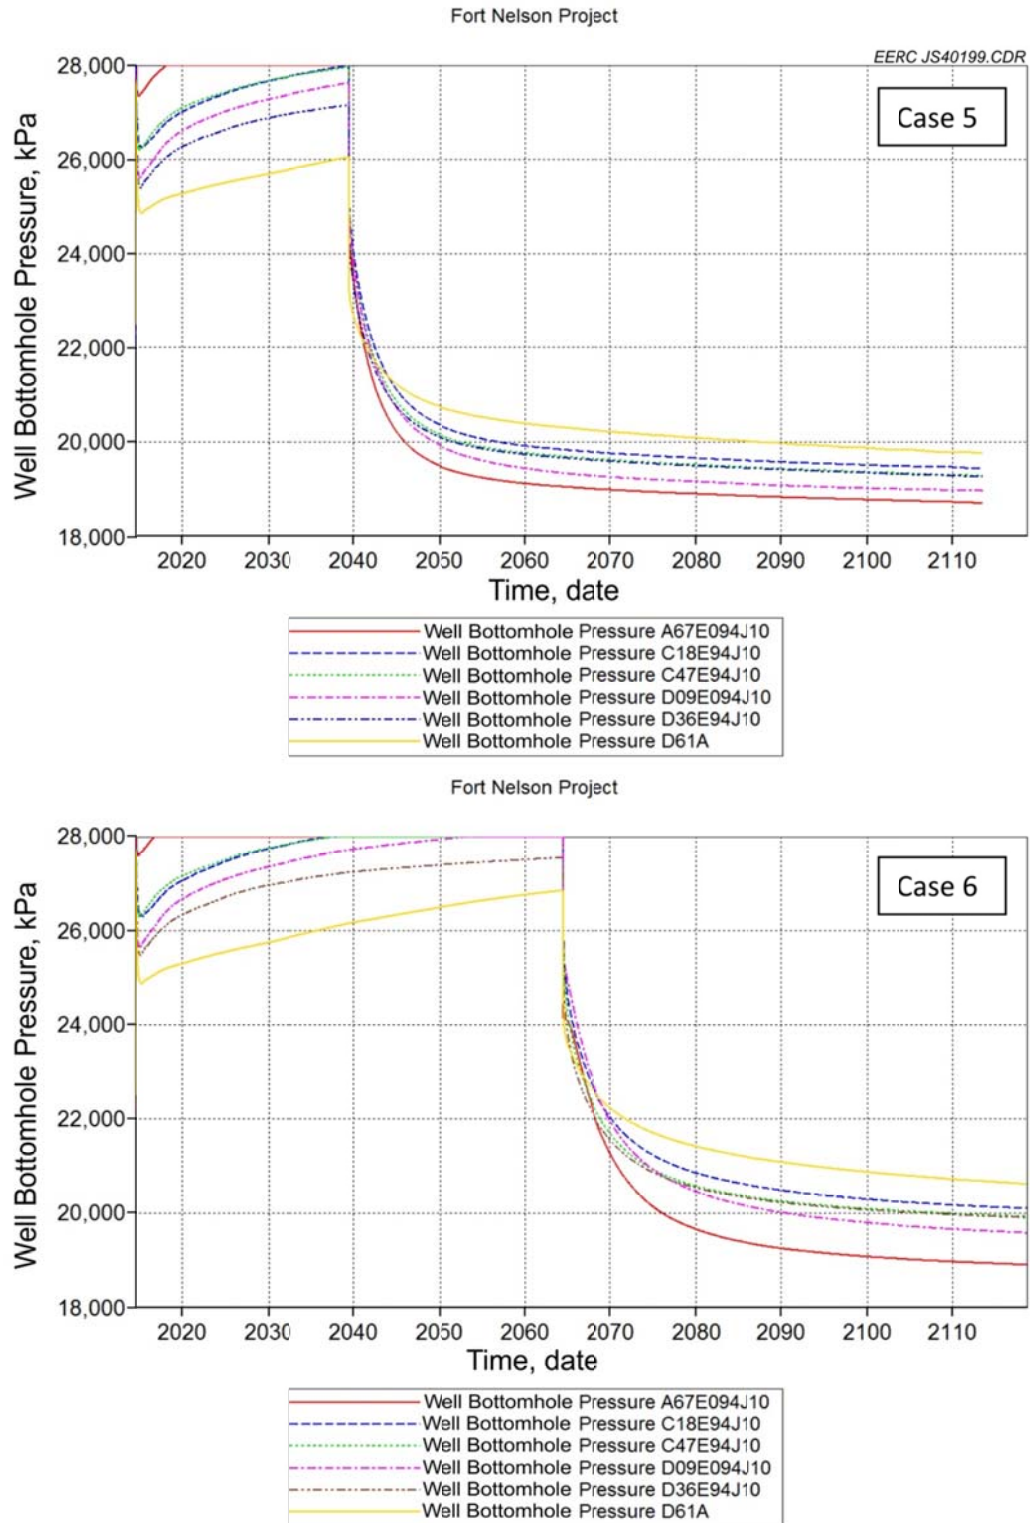 Fort Nelson Project
EERC JS40199.CDR
Case 5
Well Bottomhole Pressure, kPa
28,000
26,000
24,000
22,000
20,000
18,000
2020 2030 2040 2050 2060 2070 2080 2090 2100 2110
Time, date
Well Bottomhole Pressure A67E094J10
Well Bottomhole Pressure C18E94J10
Well Bottomhole Pressure C47E94J10
Well Bottomhole Pressure D09E094J10
Well Bottomhole Pressure D36E94J10
Well Bottomhole Pressure D61A
Fort Nelson Project
Case 6
Well Bottomhole Pressure, kPa
28,000
26,000
24,000
22,000
20,000
18,000
2020 2030 2040 2050 2060 2070 2080 2090 2100 2110
Time, date
Well Bottomhole Pressure A67E094J10
Well Bottomhole Pressure C18E94J10
Well Bottomhole Pressure C47E94J10
Well Bottomhole Pressure D09E094J10
Well Bottomhole Pressure D36E94J10
Well Bottomhole Pressure D61A